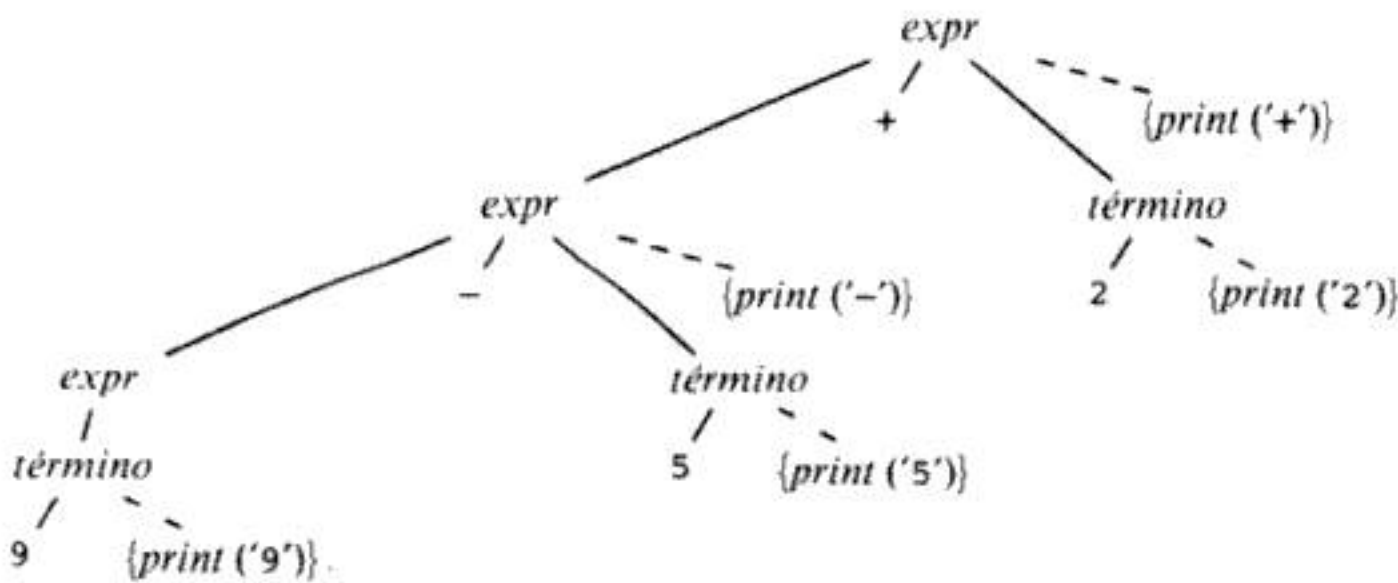 expr
+ {print ('+')}
expr término
− {print ('−')} 2 {print ('2')}
expr término
término 5 {print ('5')}
9 {print ('9')}